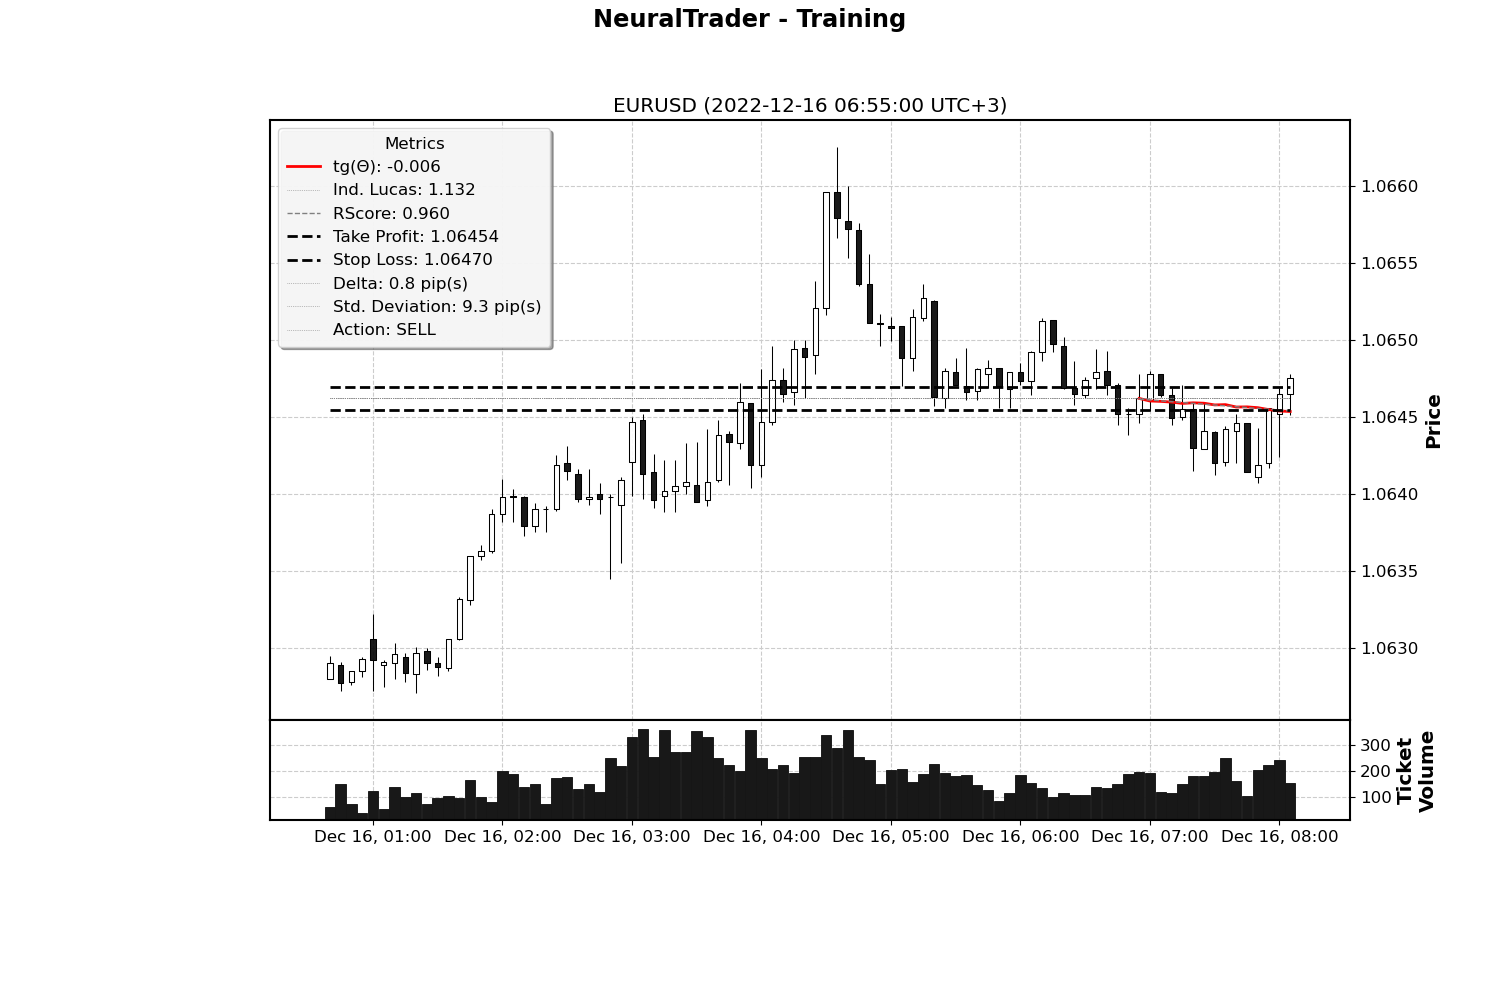 NeuralTrader - Training
EURUSD (2022-12-16 06:55:00 UTC+3)
Metrics
tg(Θ): -0.006
Ind. Lucas: 1.132
RScore: 0.960
Take Profit: 1.06454
Stop Loss: 1.06470
Delta: 0.8 pip(s)
Std. Deviation: 9.3 pip(s)
Action: SELL
1.0660
1.0655
1.0650
1.0645
1.0640
1.0635
1.0630
Price
300
200
100
Ticket
Volume
Dec 16, 01:00 Dec 16, 02:00 Dec 16, 03:00 Dec 16, 04:00 Dec 16, 05:00 Dec 16, 06:00 Dec 16, 07:00 Dec 16, 08:00